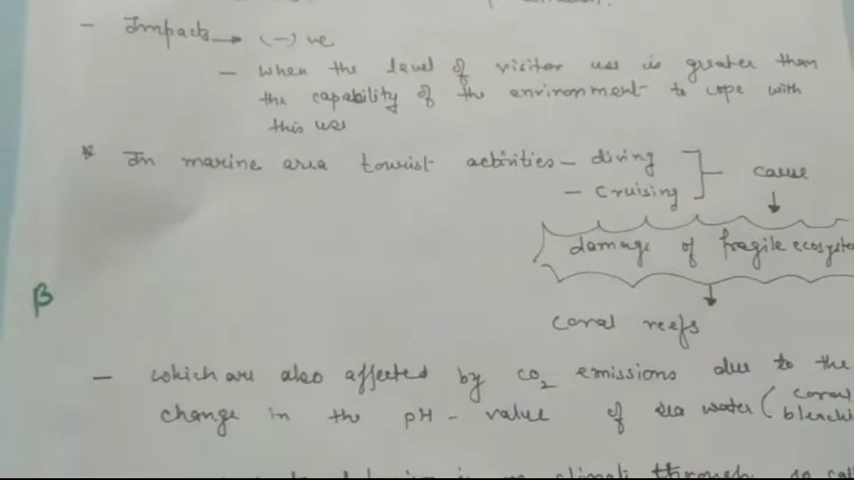 - Impacts → (-) ve
- when the level of visitor use is greater than
the capability of the environment to cope with
this use
* In marine area tourist activities - diving
- cruising
cause
damage of fragile
coral reefs
β
- which are also affected by CO2 emissions due to the
change in the pH - value of sea water (coral